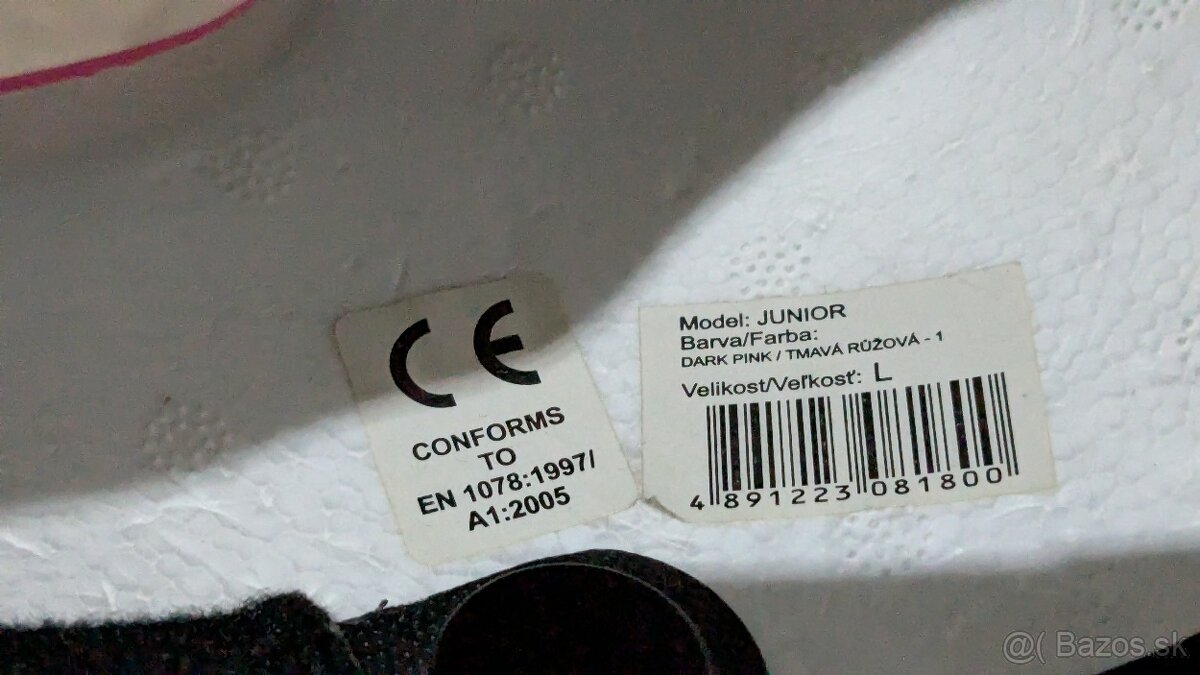 CE
CONFORMS
TO
EN 1078:1997/
A1:2005
Model: JUNIOR
Barva/Farba:
DARK PINK / TMAVÁ RŮŽOVÁ - 1
Velikost/Veľkosť: L
4 891223 081800
@( Bazos.sk